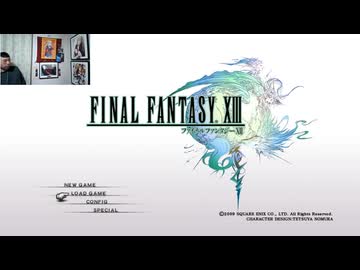 FINAL FANTASY XIII
ファイナルファンタジーXIII
NEW GAME
LOAD GAME
CONFIG
SPECIAL
©2009 SQUARE ENIX CO., LTD. All Rights Reserved.
CHARACTER DESIGN:TETSUYA NOMURA